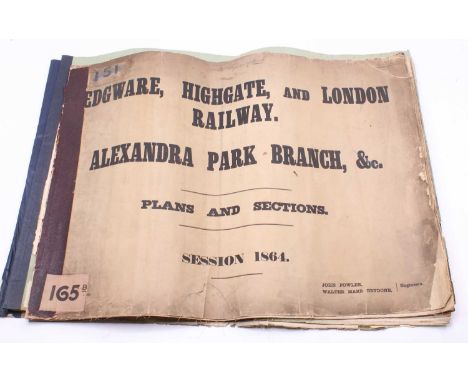 151
EDGWARE, HIGHGATE, AND LONDON
RAILWAY.
ALEXANDRA PARK BRANCH, &c.
PLANS AND SECTIONS.
SESSION 1864.
JOHN FOWLER,
WALTER MARR BRYDONE,
Engineers.
165 B